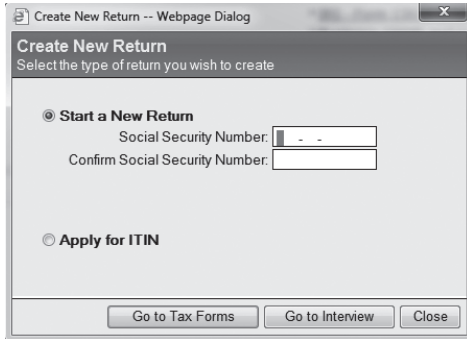 Create New Return -- Webpage Dialog
x
Create New Return
Select the type of return you wish to create
Start a New Return
Social Security Number: - -
Confirm Social Security Number:
Apply for ITIN
Go to Tax Forms Go to Interview Close